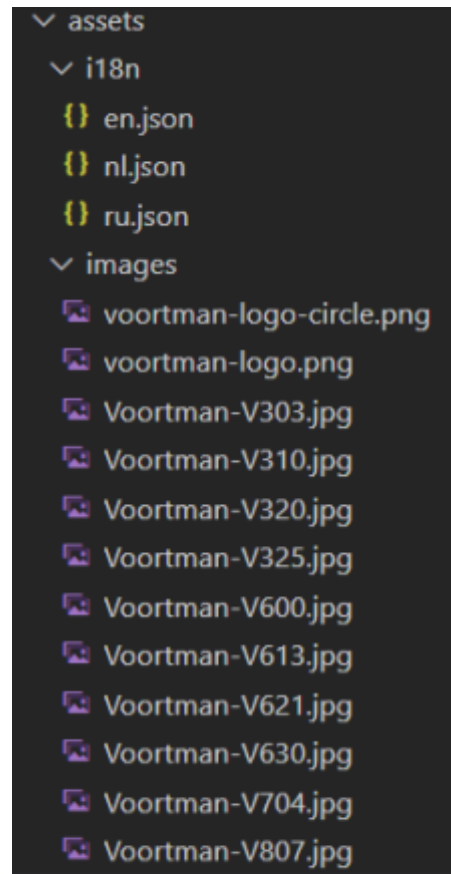 assets
i18n
{} en.json
{} nl.json
{} ru.json
images
voortman-logo-circle.png
voortman-logo.png
Voortman-V303.jpg
Voortman-V310.jpg
Voortman-V320.jpg
Voortman-V325.jpg
Voortman-V600.jpg
Voortman-V613.jpg
Voortman-V621.jpg
Voortman-V630.jpg
Voortman-V704.jpg
Voortman-V807.jpg